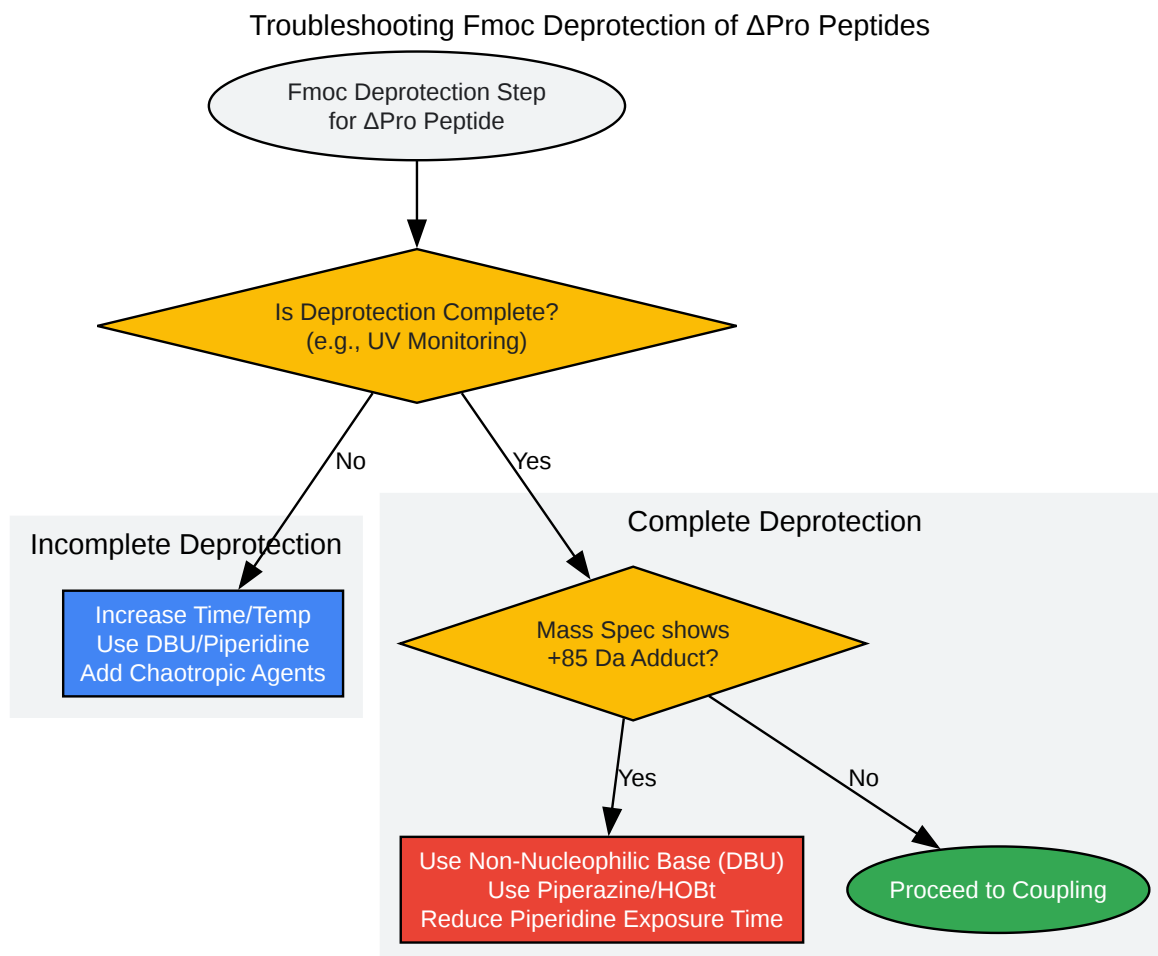 Troubleshooting Fmoc Deprotection of ΔPro Peptides
Fmoc Deprotection Step
for ΔPro Peptide
Is Deprotection Complete?
(e.g., UV Monitoring)
No
Yes
Incomplete Deprotection
Increase Time/Temp
Use DBU/Piperidine
Add Chaotropic Agents
Complete Deprotection
Mass Spec shows
+85 Da Adduct?
Yes
No
Use Non-Nucleophilic Base (DBU)
Use Piperazine/HOBt
Reduce Piperidine Exposure Time
Proceed to Coupling